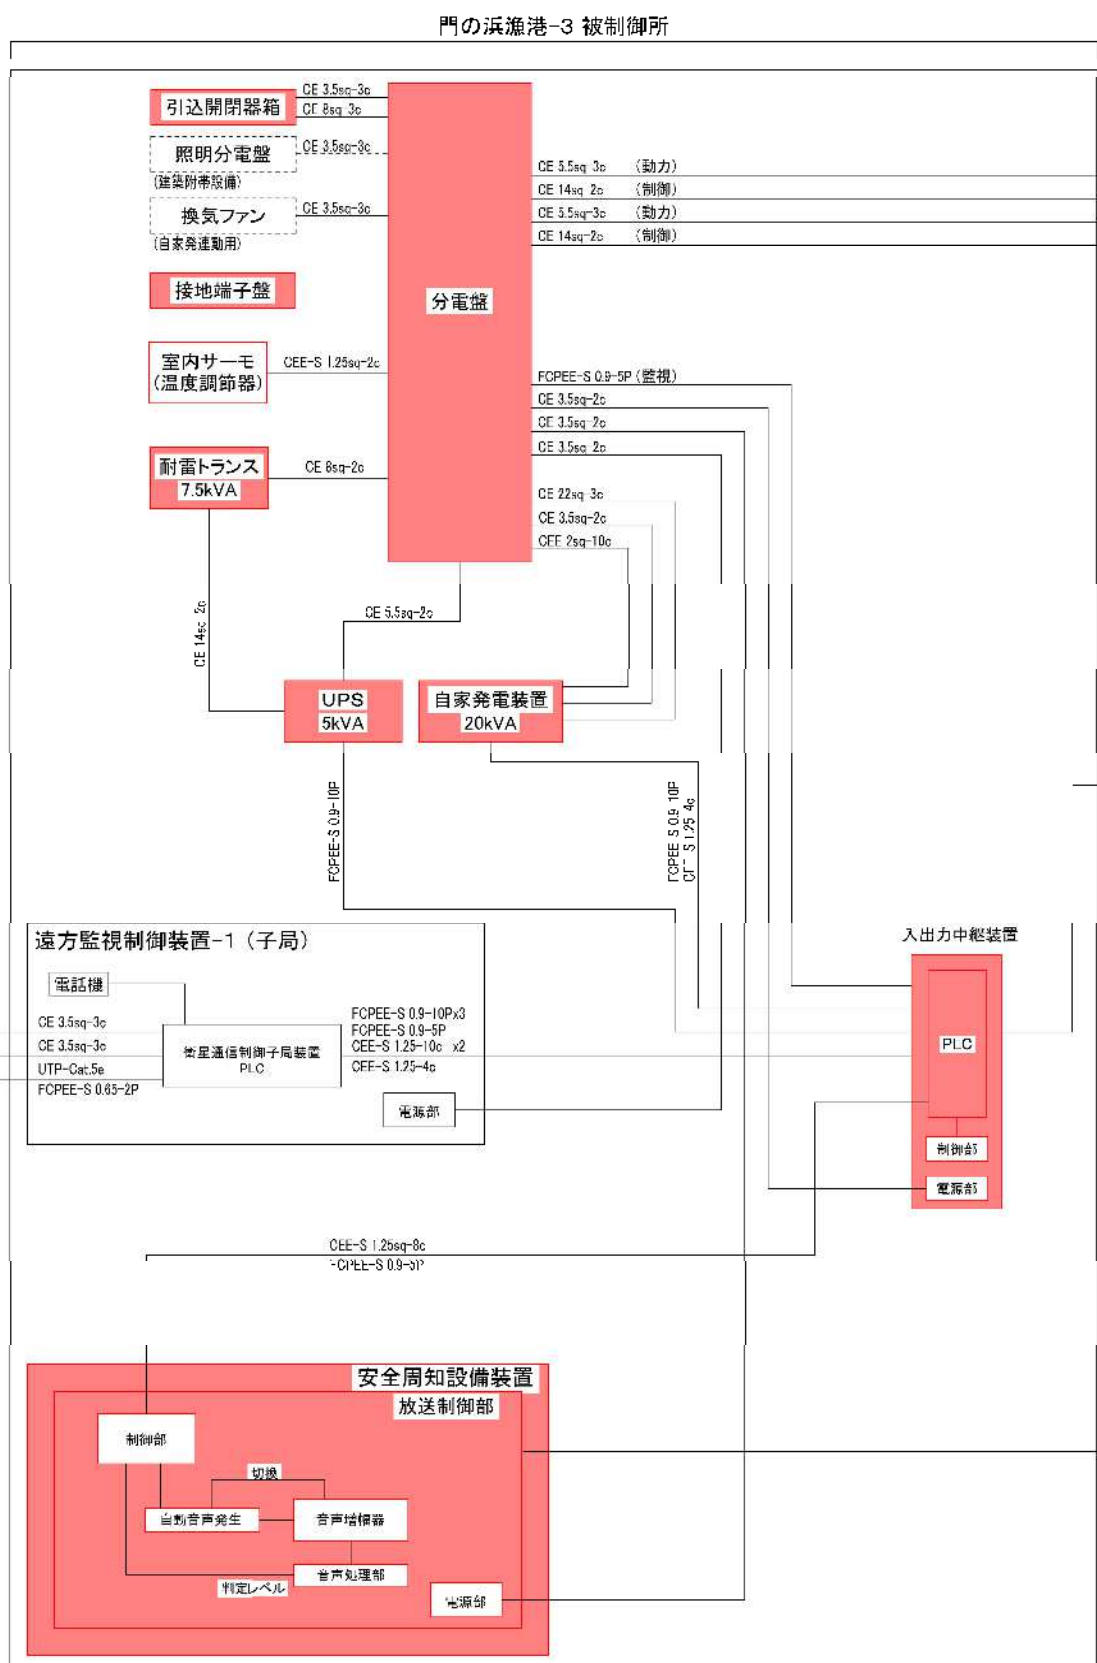 門の浜漁港-3 被制御所
引込開閉器箱
CE 3.5sq-3c
CE 8sq-3c
照明分電盤
CE 3.5sq-3c
(建築附帯設備)
換気ファン
CE 3.5sq-3c
(自家発連動用)
接地端子盤
分電盤
CE 5.5sq-3c (動力)
CE 14sq-2c (制御)
CE 5.5sq-3c (動力)
CE 14sq-2c (制御)
室内サーモ
(温度調節器)
CEE-S 1.25sq-2c
FCPEE-S 0.9-5P (監視)
CE 3.5sq-2c
CE 3.5sq-2c
CE 3.5sq-2c
耐雷トランス
7.5kVA
CE 8sq-2c
CE 22sq-3c
CE 3.5sq-2c
CEE 2sq-10c
CE 14sq-2c
CE 5.5sq-2c
UPS
5kVA
自家発電装置
20kVA
FCPEE-S 0.9-10P
FCPEE-S 0.9-10P
CEE-S 1.25-4c
遠方監視制御装置-1 (子局)
電話機
CE 3.5sq-3c
CE 3.5sq-3c
UTP-Cat.5e
FCPEE-S 0.65-2P
衛星通信制御子局装置
PLC
FCPEE-S 0.9-10Px3
FCPEE-S 0.9-5P
CEE-S 1.25-10c x2
CEE-S 1.25-4c
電源部
入出力中継装置
PLC
制御部
電源部
CEE-S 1.25sq-8c
FCPEE-S 0.9-5P
安全周知設備装置
放送制御部
制御部
切換
自動音声発生
音声増幅器
音声処理部
判定レベル
電源部